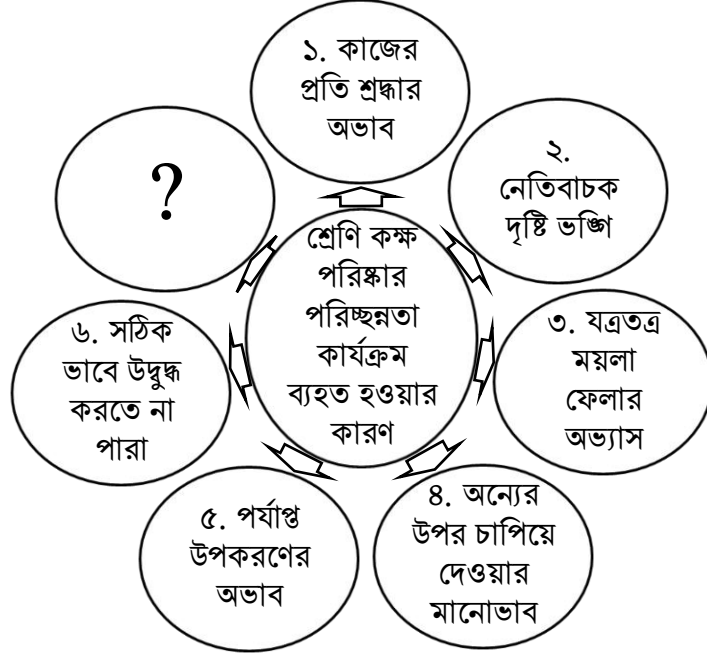 ১. কাজের
প্রতি শ্রদ্ধার
অভাব
২.
নেতিবাচক
দৃষ্টি ভঙ্গি
৩. যত্রতত্র
ময়লা
ফেলার
অভ্যাস
৪. অন্যের
উপর চাপিয়ে
দেওয়ার
মানোভাব
৫. পর্যাপ্ত
উপকরণের
অভাব
৬. সঠিক
ভাবে উদ্বুদ্ধ
করতে না
পারা
?
শ্রেণি কক্ষ
পরিষ্কার
পরিচ্ছন্নতা
কার্যক্রম
ব্যহত হওয়ার
কারণ